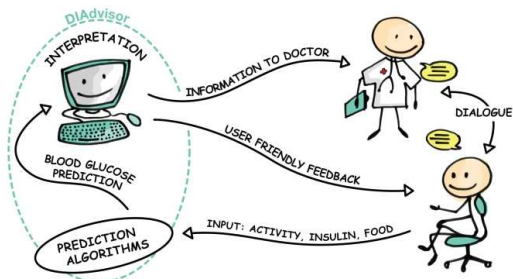 DIAdvisor
INTERPRETATION
INFORMATION TO DOCTOR
DIALOGUE
USER FRIENDLY FEEDBACK
BLOOD GLUCOSE
PREDICTION
INPUT: ACTIVITY, INSULIN, FOOD
PREDICTION
ALGORITHMS